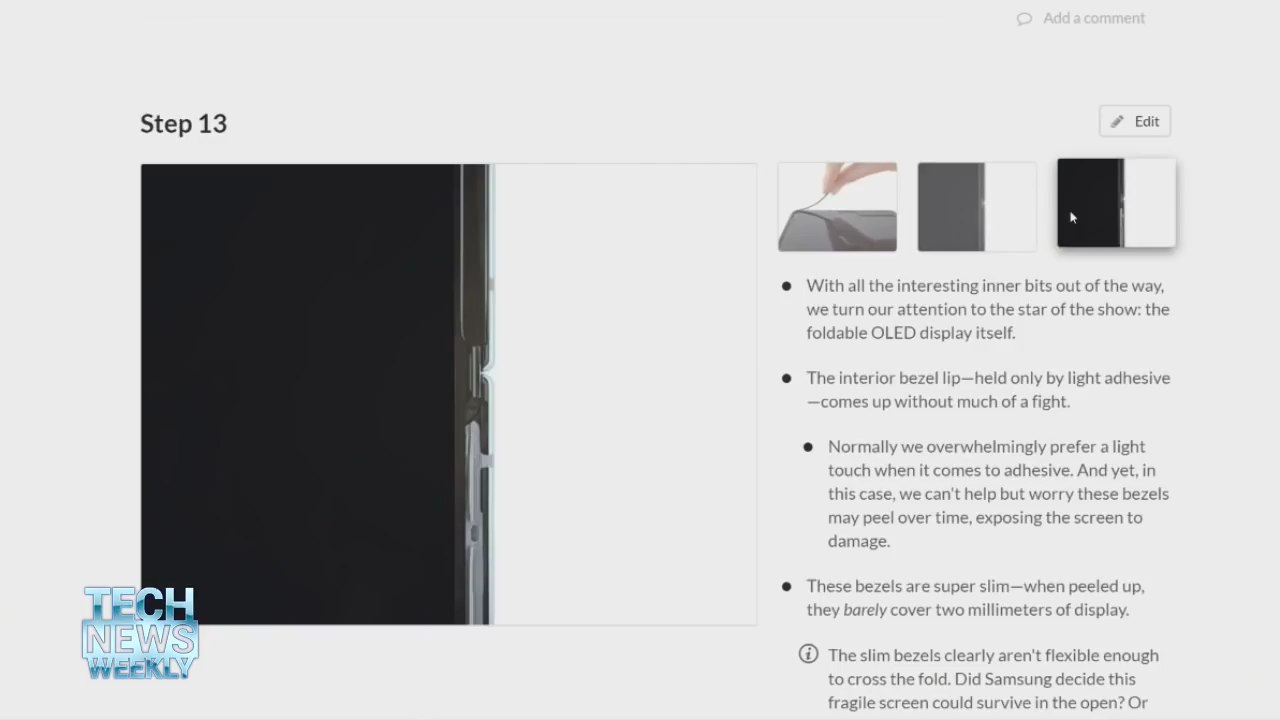 Add a comment
Step 13
Edit
With all the interesting inner bits out of the way,
we turn our attention to the star of the show: the
foldable OLED display itself.
The interior bezel lip—held only by light adhesive
—comes up without much of a fight.
Normally we overwhelmingly prefer a light
touch when it comes to adhesive. And yet, in
this case, we can't help but worry these bezels
may peel over time, exposing the screen to
damage.
These bezels are super slim—when peeled up,
they barely cover two millimeters of display.
The slim bezels clearly aren't flexible enough
to cross the fold. Did Samsung decide this
fragile screen could survive in the open? Or
TECH
NEWS
WEEKLY